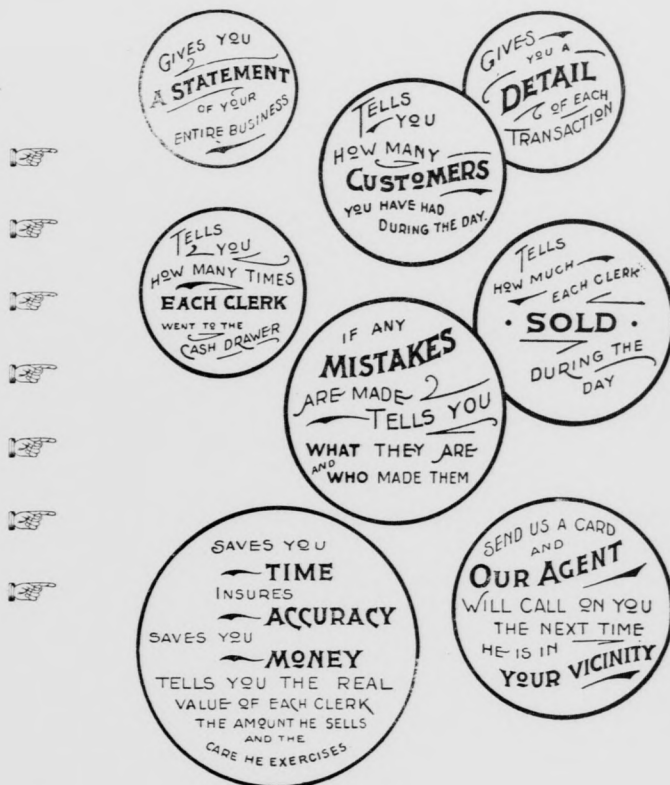 GIVES YOU
A STATEMENT
OF YOUR
ENTIRE BUSINESS
GIVES
YOU A
DETAIL
OF EACH
TRANSACTION
TELLS
YOU
HOW MANY
CUSTOMERS
YOU HAVE HAD
DURING THE DAY.
TELLS
YOU
HOW MANY TIMES
EACH CLERK
WENT TO THE
CASH DRAWER
TELLS
HOW MUCH
EACH CLERK
· SOLD ·
DURING THE
DAY
IF ANY
MISTAKES
ARE MADE
TELLS YOU
WHAT THEY ARE
AND
WHO MADE THEM
SAVES YOU
TIME
INSURES
ACCURACY
SAVES YOU
MONEY
TELLS YOU THE REAL
VALUE OF EACH CLERK
THE AMOUNT HE SELLS
AND THE
CARE HE EXERCISES
SEND US A CARD
AND
OUR AGENT
WILL CALL ON YOU
THE NEXT TIME
HE IS IN
YOUR VICINITY